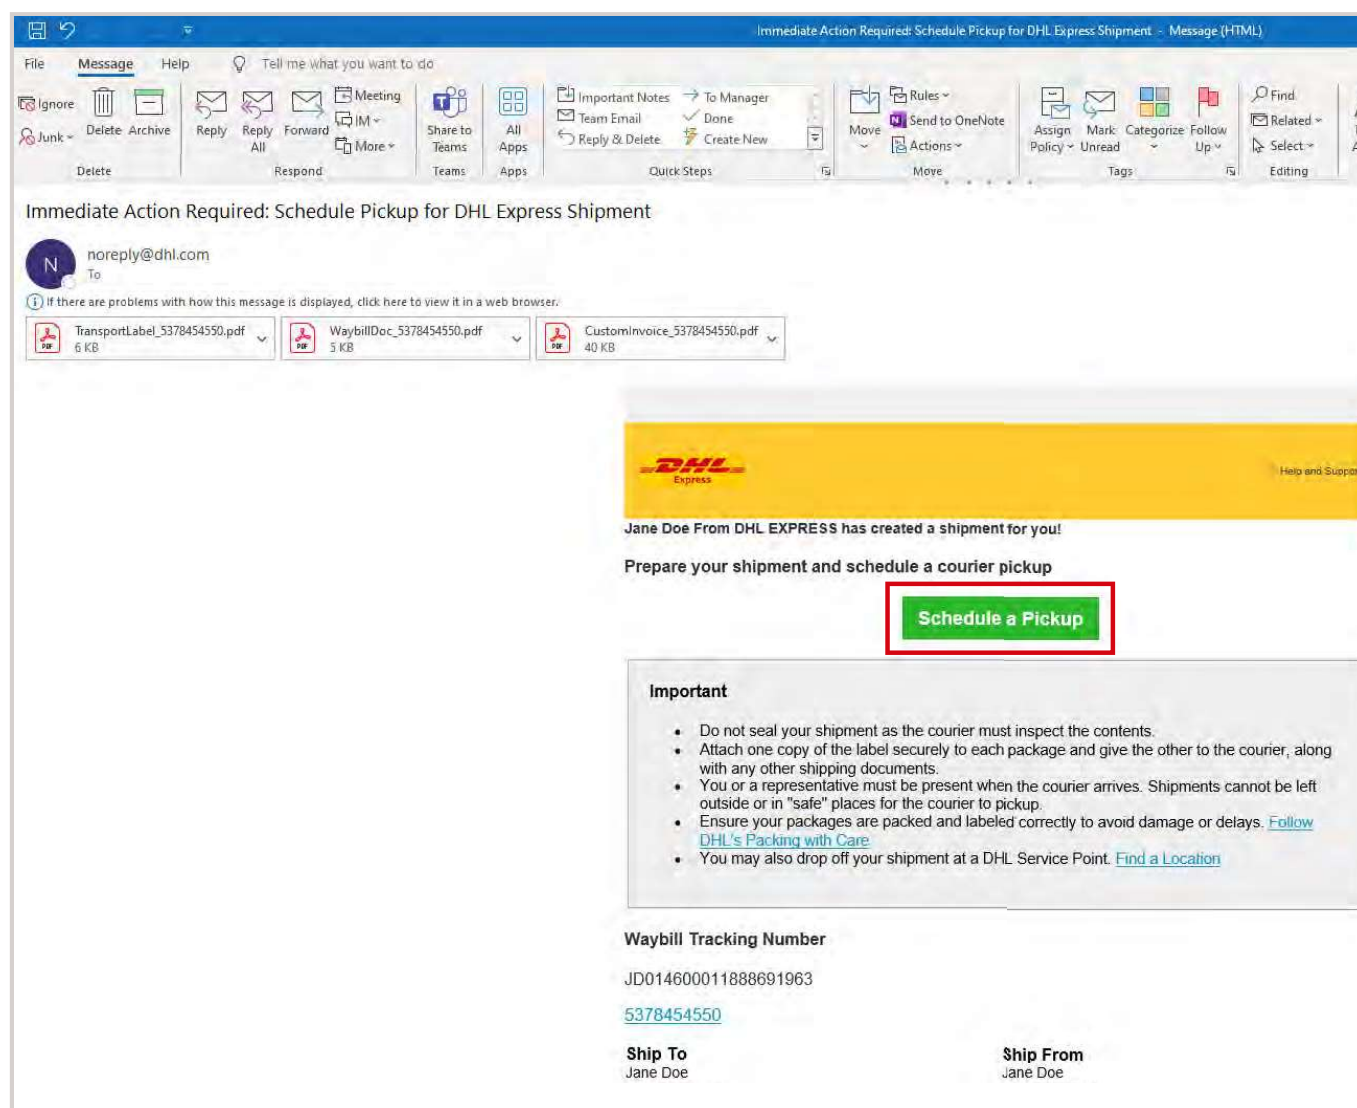 Immediate Action Required: Schedule Pickup for DHL Express Shipment - Message (HTML)
File Message Help Tell me what you want to do
Ignore
Junk
Delete Archive
Reply Reply All Forward
Meeting
IM
More
Share to Teams
All Apps
Important Notes To Manager
Team Email Done
Reply & Delete Create New
Move
Rules
Send to OneNote
Actions
Assign Policy Mark Unread Categorize Follow Up
Find
Related
Select
Delete Respond Teams Apps Quick Steps Move Tags Editing
Immediate Action Required: Schedule Pickup for DHL Express Shipment
N
noreply@dhl.com
To
If there are problems with how this message is displayed, click here to view it in a web browser.
TransportLabel_5378454550.pdf
6 KB
WaybillDoc_5378454550.pdf
5 KB
CustomInvoice_5378454550.pdf
40 KB
DHL
Express
Help and Suppor
Jane Doe From DHL EXPRESS has created a shipment for you!
Prepare your shipment and schedule a courier pickup
Schedule a Pickup
Important
• Do not seal your shipment as the courier must inspect the contents.
• Attach one copy of the label securely to each package and give the other to the courier, along
with any other shipping documents.
• You or a representative must be present when the courier arrives. Shipments cannot be left
outside or in "safe" places for the courier to pickup.
• Ensure your packages are packed and labeled correctly to avoid damage or delays. Follow
DHL's Packing with Care
• You may also drop off your shipment at a DHL Service Point. Find a Location
Waybill Tracking Number
JD014600011888691963
5378454550
Ship To Ship From
Jane Doe Jane Doe